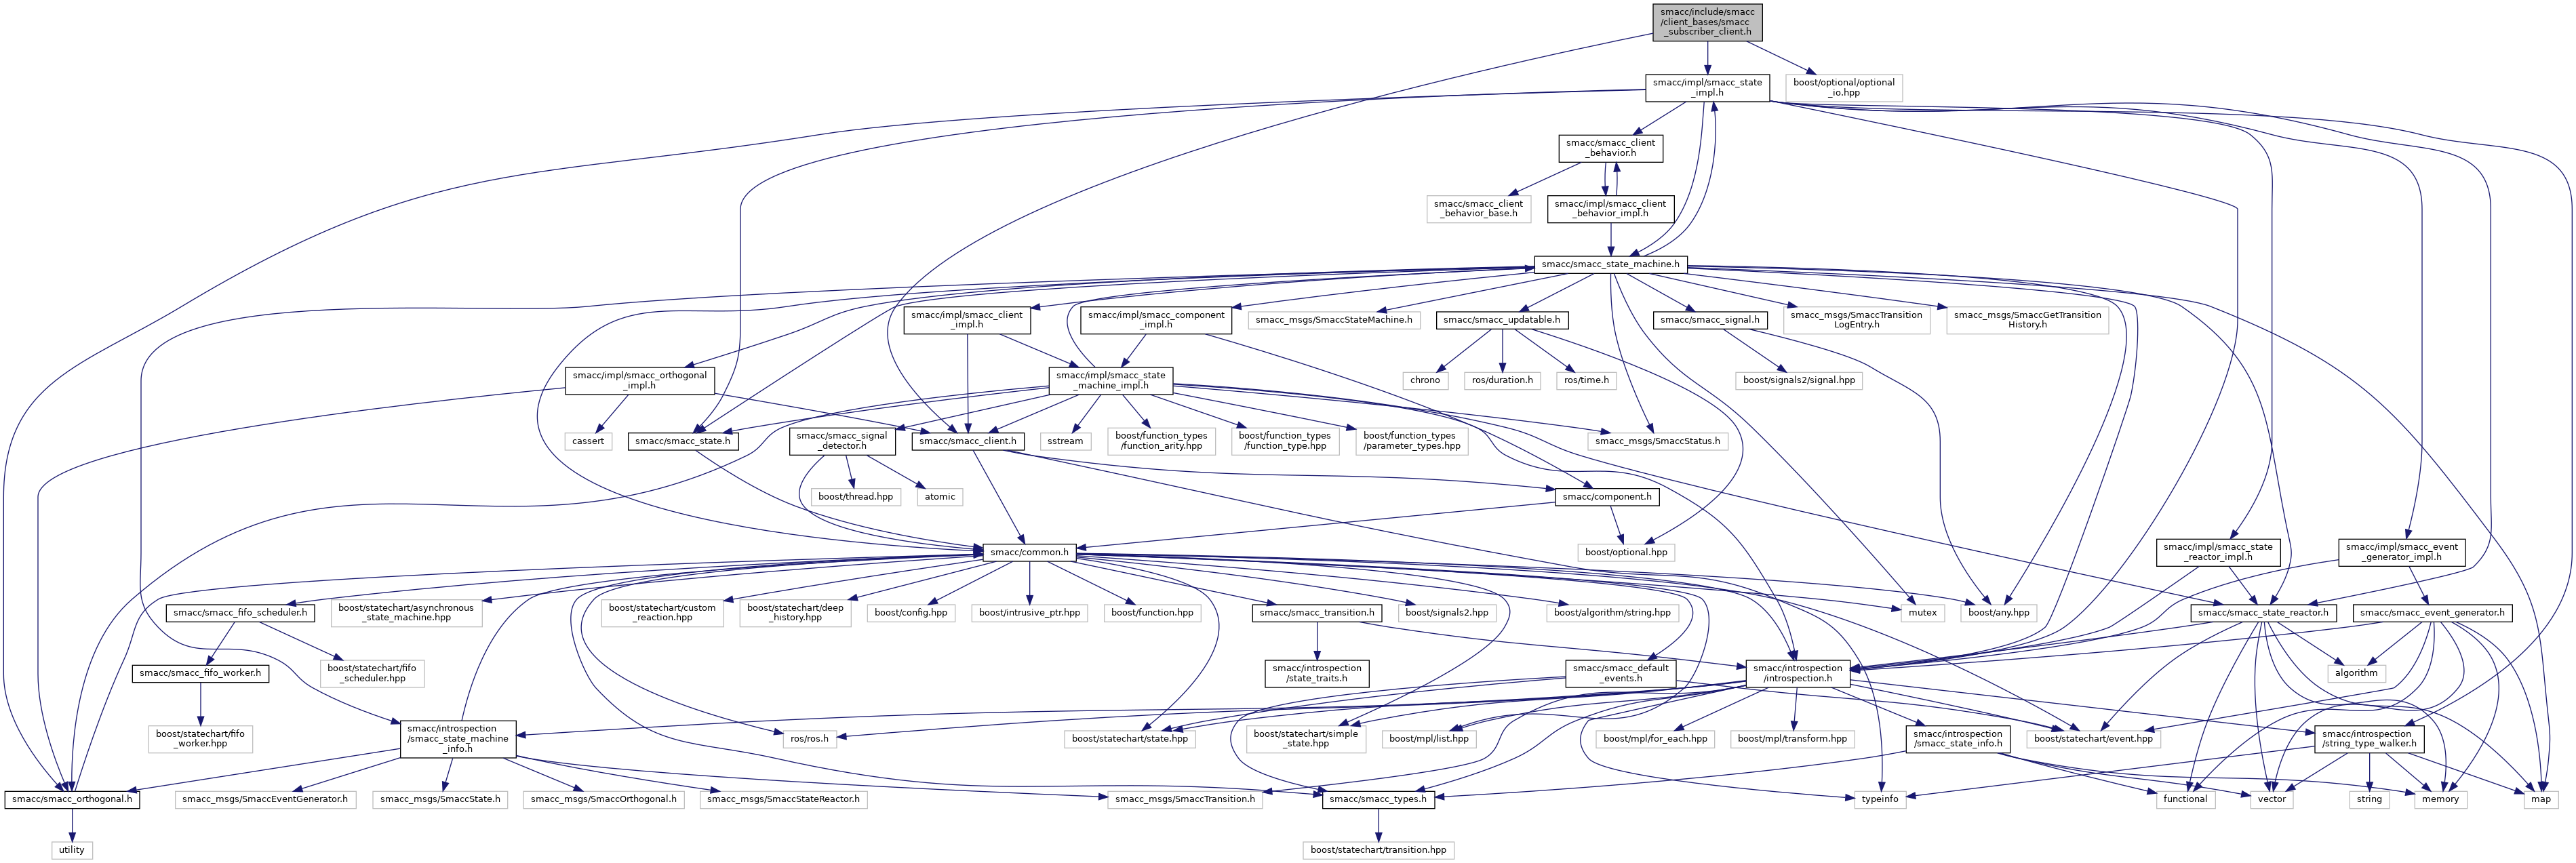 smacc/include/smacc
/client_bases/smacc
_subscriber_client.h
smacc/impl/smacc_state
_impl.h
boost/optional/optional
_io.hpp
smacc/smacc_client
_behavior.h
smacc/smacc_client
_behavior_base.h
smacc/impl/smacc_client
_behavior_impl.h
smacc/smacc_state_machine.h
smacc/impl/smacc_client
_impl.h
smacc/impl/smacc_component
_impl.h
smacc_msgs/SmaccStateMachine.h
smacc/smacc_updatable.h
smacc/smacc_signal.h
smacc_msgs/SmaccTransition
LogEntry.h
smacc_msgs/SmaccGetTransition
History.h
smacc/impl/smacc_orthogonal
_impl.h
smacc/impl/smacc_state
_machine_impl.h
chrono
ros/duration.h
ros/time.h
boost/signals2/signal.hpp
cassert
smacc/smacc_state.h
smacc/smacc_signal
_detector.h
smacc/smacc_client.h
sstream
boost/function_types
/function_arity.hpp
boost/function_types
/function_type.hpp
boost/function_types
/parameter_types.hpp
smacc_msgs/SmaccStatus.h
boost/thread.hpp
atomic
smacc/component.h
smacc/common.h
boost/optional.hpp
smacc/impl/smacc_state
_reactor_impl.h
smacc/impl/smacc_event
_generator_impl.h
smacc/smacc_fifo_scheduler.h
boost/statechart/asynchronous
_state_machine.hpp
boost/statechart/custom
_reaction.hpp
boost/statechart/deep
_history.hpp
boost/config.hpp
boost/intrusive_ptr.hpp
boost/function.hpp
smacc/smacc_transition.h
boost/signals2.hpp
boost/algorithm/string.hpp
mutex
boost/any.hpp
smacc/smacc_state_reactor.h
smacc/smacc_event_generator.h
smacc/smacc_fifo_worker.h
boost/statechart/fifo
_scheduler.hpp
smacc/introspection
/state_traits.h
smacc/smacc_default
_events.h
smacc/introspection
/introspection.h
algorithm
boost/statechart/fifo
_worker.hpp
smacc/introspection
/smacc_state_machine
_info.h
ros/ros.h
boost/statechart/state.hpp
boost/statechart/simple
_state.hpp
boost/mpl/list.hpp
boost/mpl/for_each.hpp
boost/mpl/transform.hpp
smacc/introspection
/smacc_state_info.h
boost/statechart/event.hpp
smacc/introspection
/string_type_walker.h
smacc/smacc_orthogonal.h
smacc_msgs/SmaccEventGenerator.h
smacc_msgs/SmaccState.h
smacc_msgs/SmaccOrthogonal.h
smacc_msgs/SmaccStateReactor.h
smacc_msgs/SmaccTransition.h
smacc/smacc_types.h
typeinfo
functional
vector
string
memory
map
utility
boost/statechart/transition.hpp